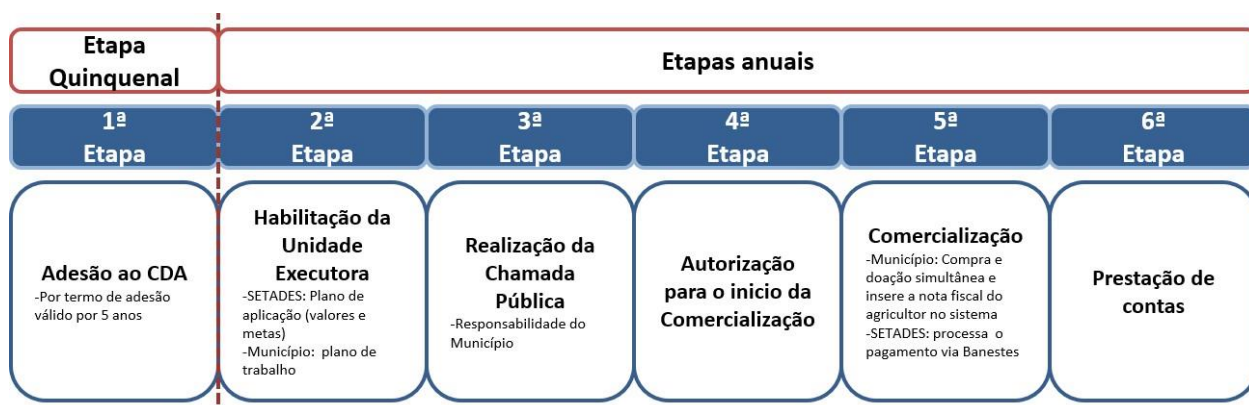 Etapa
Quinquenal
Etapas anuais
1ª
Etapa
2ª
Etapa
3ª
Etapa
4ª
Etapa
5ª
Etapa
6ª
Etapa
Adesão ao CDA
-Por termo de adesão
válido por 5 anos
Habilitação da
Unidade
Executora
-SETADES: Plano de
aplicação (valores e
metas)
-Município:  plano de
trabalho
Realização da
Chamada
Pública
-Responsabilidade do
Município
Autorização
para o inicio da
Comercialização
Comercialização
-Município: Compra e
doação simultânea e
insere a nota fiscal do
agricultor no sistema
-SETADES: processa  o
pagamento via Banestes
Prestação de
contas